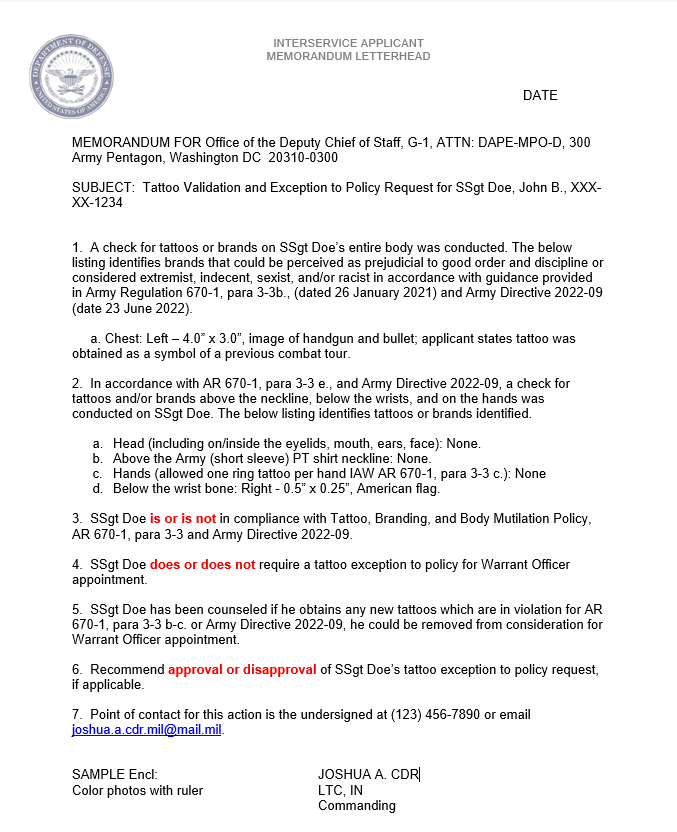 INTERSERVICE APPLICANT
MEMORANDUM LETTERHEAD
DEPARTMENT OF DEFENSE
UNITED STATES OF AMERICA
DATE
MEMORANDUM FOR Office of the Deputy Chief of Staff, G-1, ATTN: DAPE-MPO-D, 300
Army Pentagon, Washington DC  20310-0300
SUBJECT:  Tattoo Validation and Exception to Policy Request for SSgt Doe, John B., XXX-
XX-1234
1.  A check for tattoos or brands on SSgt Doe’s entire body was conducted. The below
listing identifies brands that could be perceived as prejudicial to good order and discipline or
considered extremist, indecent, sexist, and/or racist in accordance with guidance provided
in Army Regulation 670-1, para 3-3b., (dated 26 January 2021) and Army Directive 2022-09
(date 23 June 2022).
a. Chest: Left – 4.0” x 3.0”, image of handgun and bullet; applicant states tattoo was
obtained as a symbol of a previous combat tour.
2.  In accordance with AR 670-1, para 3-3 e., and Army Directive 2022-09, a check for
tattoos and/or brands above the neckline, below the wrists, and on the hands was
conducted on SSgt Doe. The below listing identifies tattoos or brands identified.
a.  Head (including on/inside the eyelids, mouth, ears, face): None.
b.  Above the Army (short sleeve) PT shirt neckline: None.
c.  Hands (allowed one ring tattoo per hand IAW AR 670-1, para 3-3 c.): None
d.  Below the wrist bone: Right - 0.5” x 0.25”, American flag.
3.  SSgt Doe is or is not in compliance with Tattoo, Branding, and Body Mutilation Policy,
AR 670-1, para 3-3 and Army Directive 2022-09.
4.  SSgt Doe does or does not require a tattoo exception to policy for Warrant Officer
appointment.
5.  SSgt Doe has been counseled if he obtains any new tattoos which are in violation for AR
670-1, para 3-3 b-c. or Army Directive 2022-09, he could be removed from consideration for
Warrant Officer appointment.
6.  Recommend approval or disapproval of SSgt Doe’s tattoo exception to policy request,
if applicable.
7.  Point of contact for this action is the undersigned at (123) 456-7890 or email
joshua.a.cdr.mil@mail.mil.
SAMPLE Encl:
Color photos with ruler
JOSHUA A. CDR
LTC, IN
Commanding